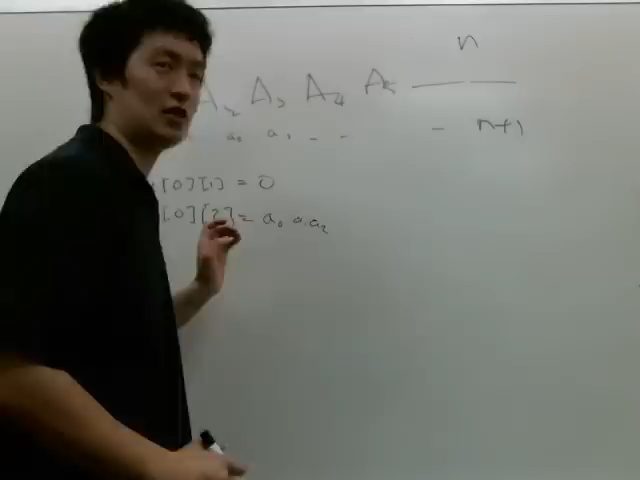 n
A₂ A₃ A₄ A₅ ——
a₀ a₁ - - - n+1
[0][1] = 0
[0][2] = a₀ a₁ a₂